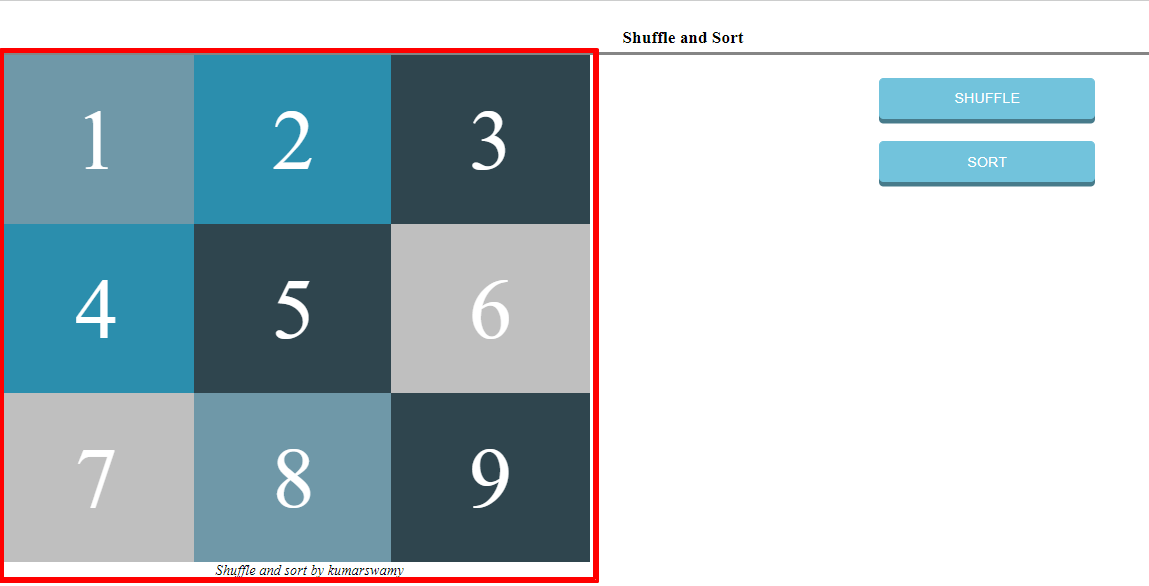 Shuffle and Sort
1 2 3
SHUFFLE
SORT
4 5 6
7 8 9
Shuffle and sort by kumarswamy